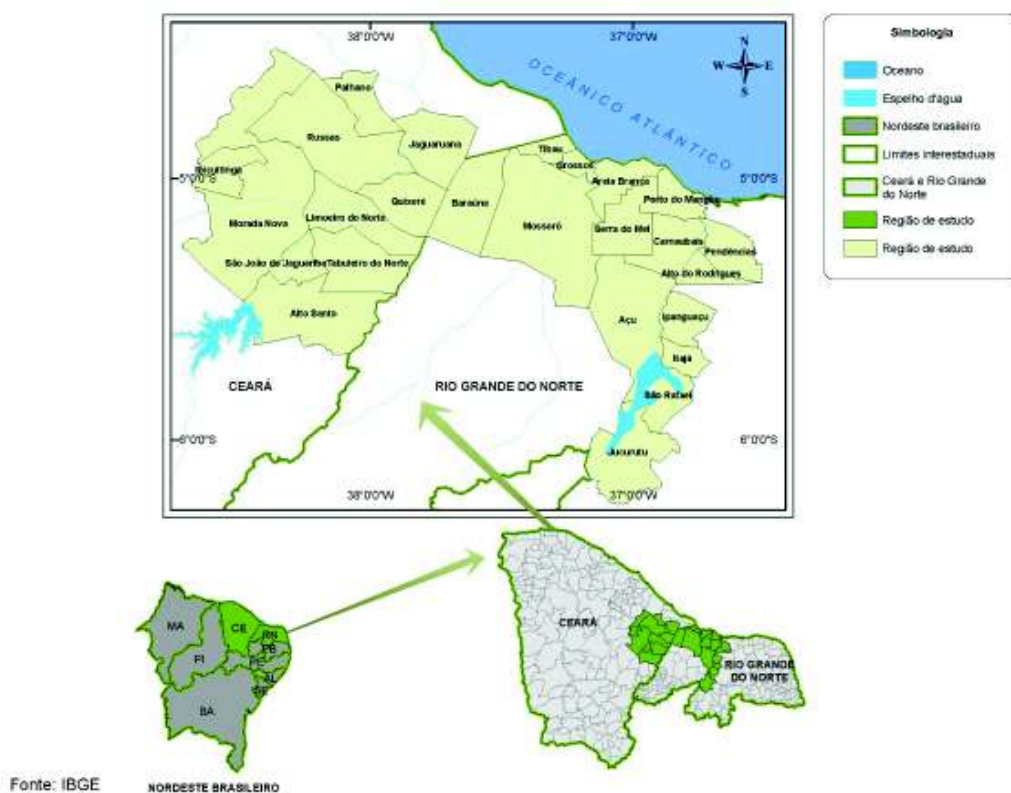 38°0'0"W
37°0'0"W
N
W
E
S
OCEÂNICO ATLÂNTICO
Palhano
Russas
Jaguaruana
Tibau
Grossos
5°0'0"S
5°0'0"S
Areia Branca
Quixeré
Baraúna
Porto do Mangue
Mossoró
Morada Nova
Limoeiro do Norte
Serra do Mel
Carnaubais
Pendências
São João do Jaguaribe
Tabuleiro do Norte
Alto do Rodrigues
Alto Santo
Açu
Ipanguaçu
Itajá
CEARÁ
RIO GRANDE DO NORTE
São Rafael
6°0'0"S
6°0'0"S
Jucurutu
38°0'0"W
37°0'0"W
Simbologia
Oceano
Espelho d'água
Nordeste brasileiro
Limites interestaduais
Ceará e Rio Grande
do Norte
Região de estudo
Região de estudo
MA
CE
RN
PB
PI
PE
AL
SE
BA
CEARÁ
RIO GRANDE
DO NORTE
Fonte: IBGE
NORDESTE BRASILEIRO